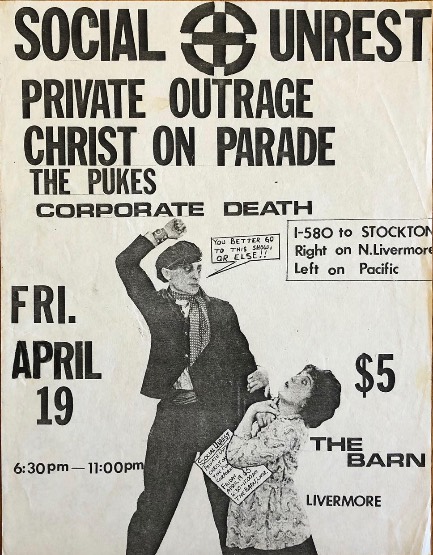 SOCIAL UNREST
PRIVATE OUTRAGE
CHRIST ON PARADE
THE PUKES
CORPORATE DEATH
YOU BETTER GO
TO THIS SHOW,
OR ELSE!!
I-580 to STOCKTON
Right on N.Livermore
Left on Pacific
FRI.
APRIL
19
$5
6:30pm—11:00pm
THE
BARN
LIVERMORE
SOCIAL UNREST